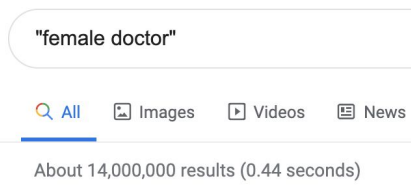 "female doctor"
All Images Videos News
About 14,000,000 results (0.44 seconds)